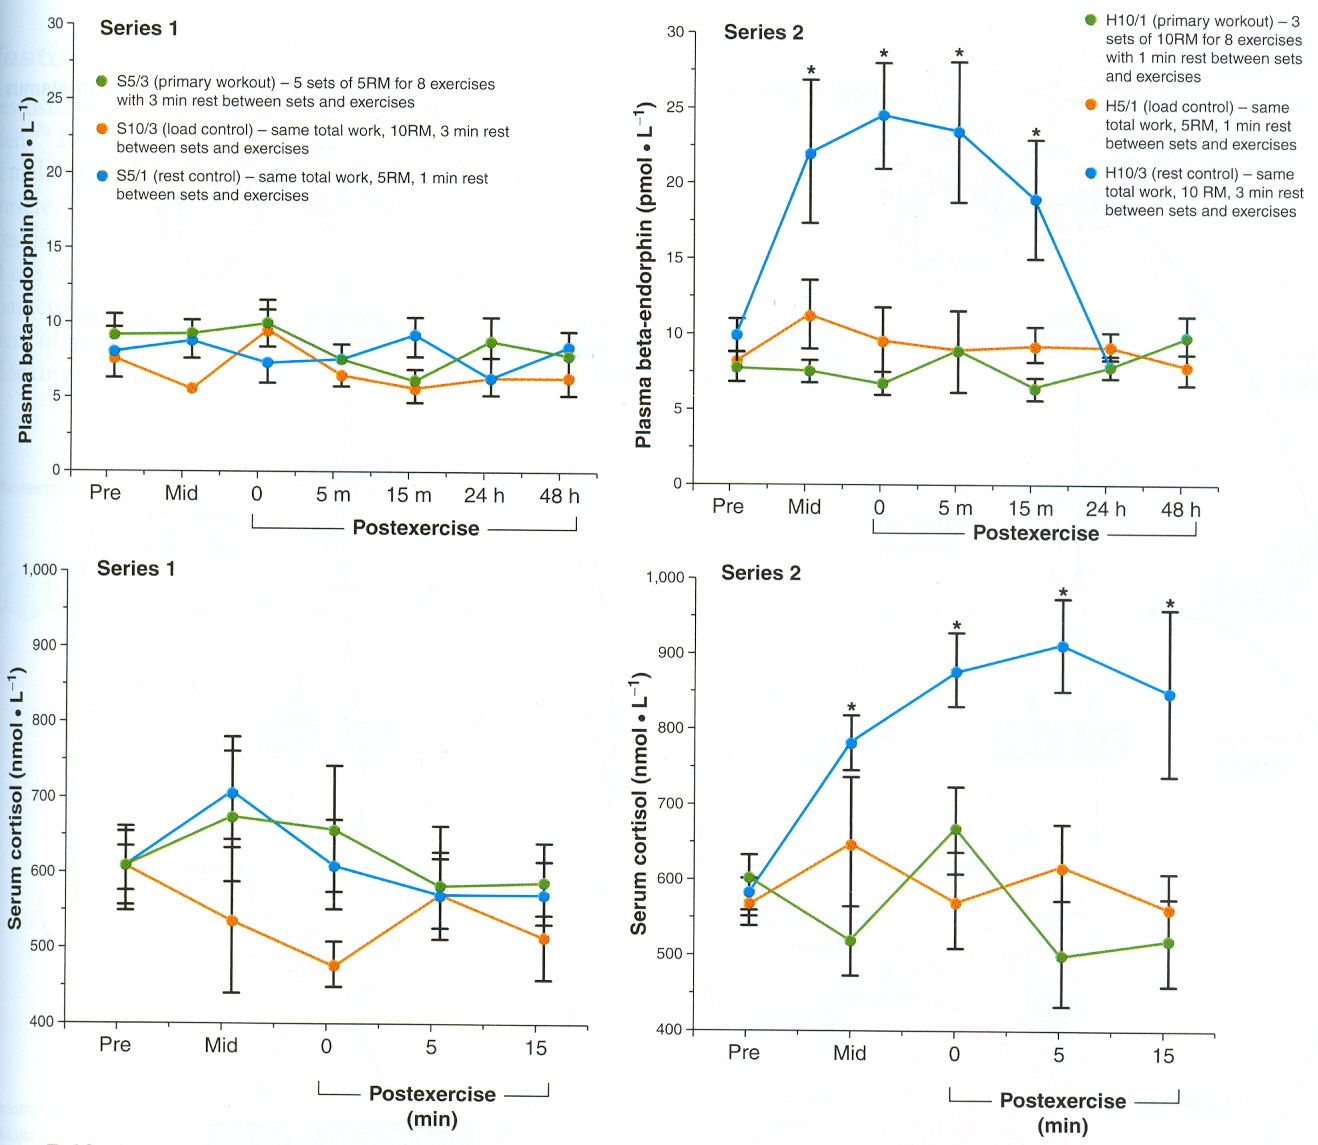 Series 1
30
25
20
15
10
5
0
Plasma beta-endorphin (pmol • L⁻¹)
S5/3 (primary workout) – 5 sets of 5RM for 8 exercises
with 3 min rest between sets and exercises
S10/3 (load control) – same total work, 10RM, 3 min rest
between sets and exercises
S5/1 (rest control) – same total work, 5RM, 1 min rest
between sets and exercises
Pre Mid 0 5 m 15 m 24 h 48 h
Postexercise
Series 2
30
25
20
15
10
5
0
Plasma beta-endorphin (pmol • L⁻¹)
* * * *
H10/1 (primary workout) – 3
sets of 10RM for 8 exercises
with 1 min rest between sets
and exercises
H5/1 (load control) – same
total work, 5RM, 1 min rest
between sets and exercises
H10/3 (rest control) – same
total work, 10 RM, 3 min rest
between sets and exercises
Pre Mid 0 5 m 15 m 24 h 48 h
Postexercise
Series 1
1,000
900
800
700
600
500
400
Serum cortisol (nmol • L⁻¹)
Pre Mid 0 5 15
Postexercise
(min)
Series 2
1,000
900
800
700
600
500
400
Serum cortisol (nmol • L⁻¹)
* * * *
Pre Mid 0 5 15
Postexercise
(min)